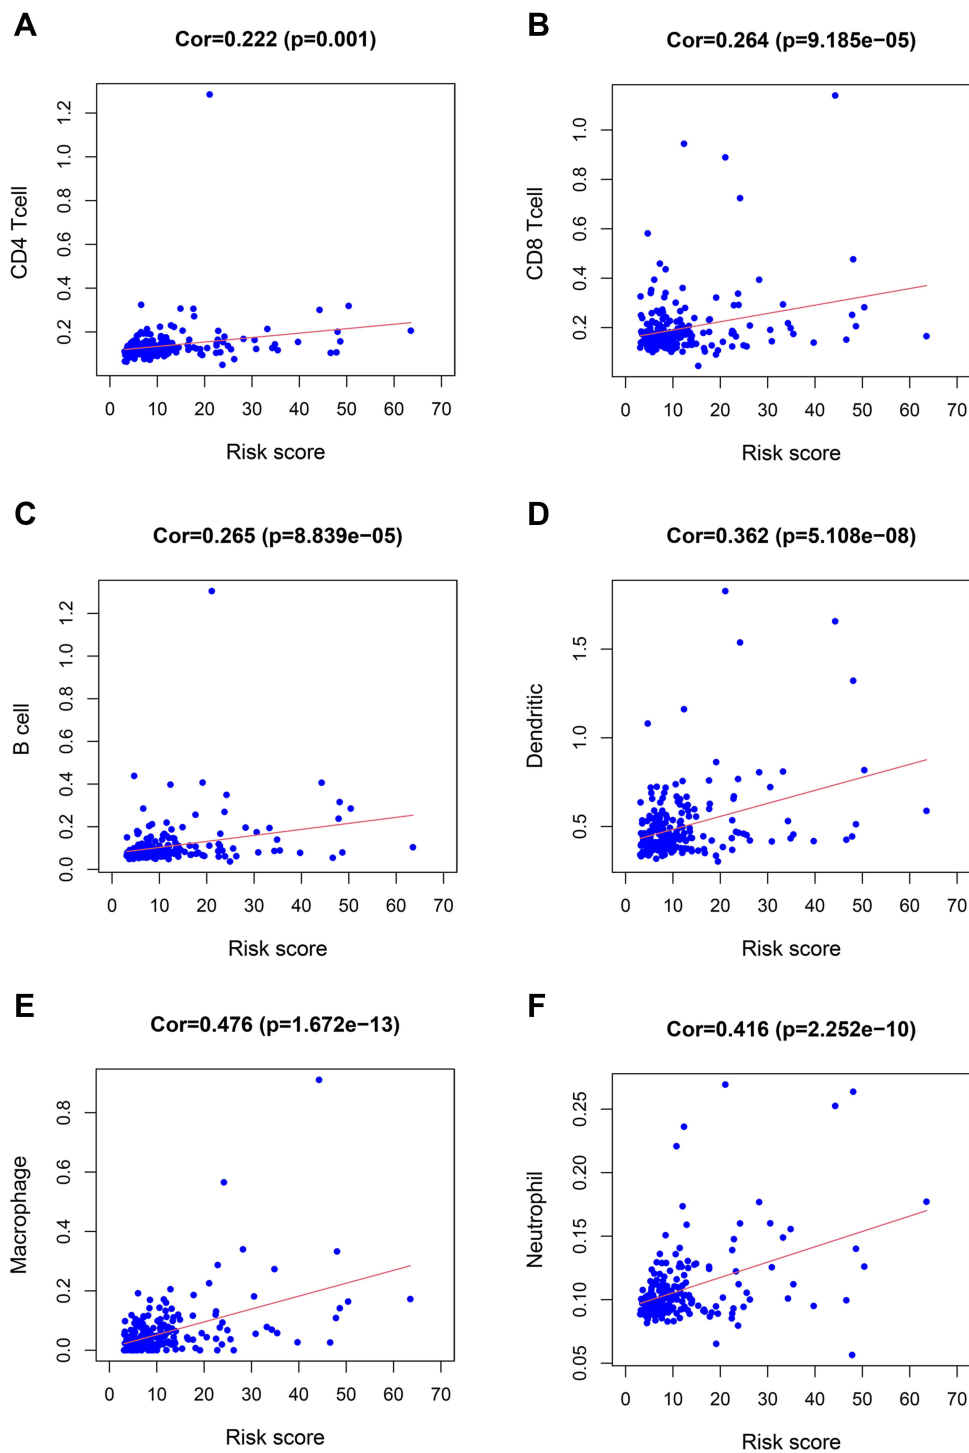 A
Cor=0.222 (p=0.001)
CD4 Tcell
0.2 0.4 0.6 0.8 1.0 1.2
0 10 20 30 40 50 60 70
Risk score
B
Cor=0.264 (p=9.185e−05)
CD8 Tcell
0.2 0.4 0.6 0.8 1.0
0 10 20 30 40 50 60 70
Risk score
C
Cor=0.265 (p=8.839e−05)
B cell
0.0 0.2 0.4 0.6 0.8 1.0 1.2
0 10 20 30 40 50 60 70
Risk score
D
Cor=0.362 (p=5.108e−08)
Dendritic
0.5 1.0 1.5
0 10 20 30 40 50 60 70
Risk score
E
Cor=0.476 (p=1.672e−13)
Macrophage
0.0 0.2 0.4 0.6 0.8
0 10 20 30 40 50 60 70
Risk score
F
Cor=0.416 (p=2.252e−10)
Neutrophil
0.05 0.10 0.15 0.20 0.25
0 10 20 30 40 50 60 70
Risk score